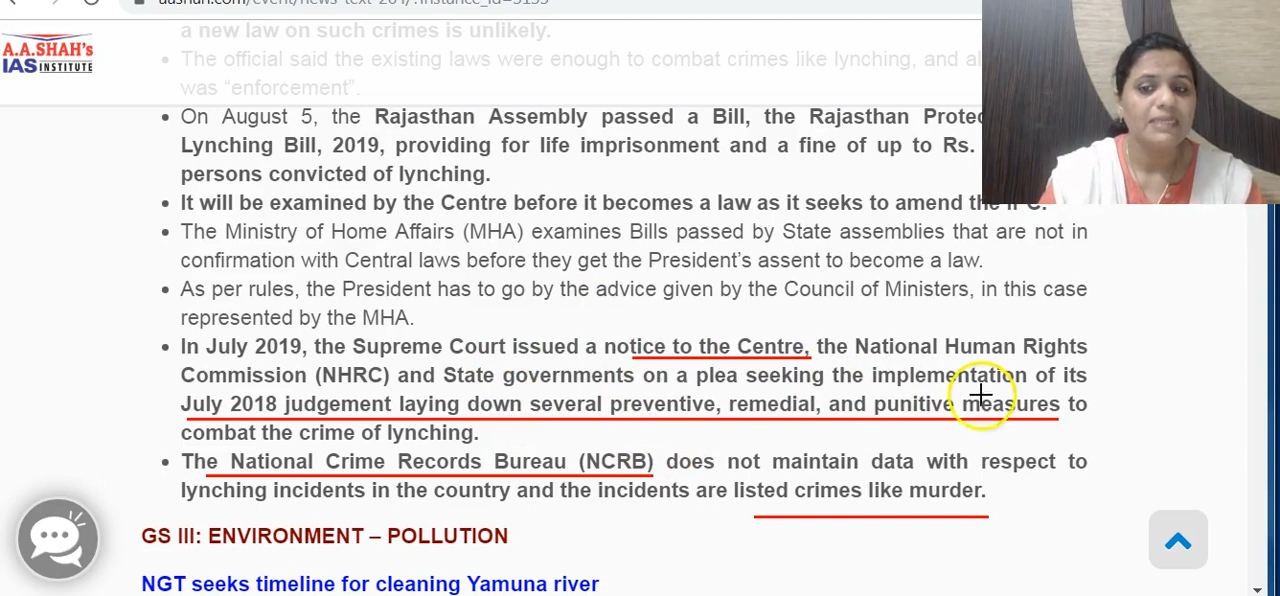 aashah.com/event/news-text-264/?instance_id=5155
A.A.SHAH's
IAS INSTITUTE
a new law on such crimes is unlikely.
The official said the existing laws were enough to combat crimes like lynching, and
was “enforcement”.
On August 5, the Rajasthan Assembly passed a Bill, the Rajasthan
Lynching Bill, 2019, providing for life imprisonment and a fine of up to Rs.
persons convicted of lynching.
It will be examined by the Centre before it becomes a law as it seeks to amend
The Ministry of Home Affairs (MHA) examines Bills passed by State assemblies that are not in
confirmation with Central laws before they get the President’s assent to become a law.
As per rules, the President has to go by the advice given by the Council of Ministers, in this case
represented by the MHA.
In July 2019, the Supreme Court issued a notice to the Centre, the National Human Rights
Commission (NHRC) and State governments on a plea seeking the implementation of its
July 2018 judgement laying down several preventive, remedial, and punitive measures to
combat the crime of lynching.
The National Crime Records Bureau (NCRB) does not maintain data with respect to
lynching incidents in the country and the incidents are listed crimes like murder.
GS III: ENVIRONMENT – POLLUTION
NGT seeks timeline for cleaning Yamuna river